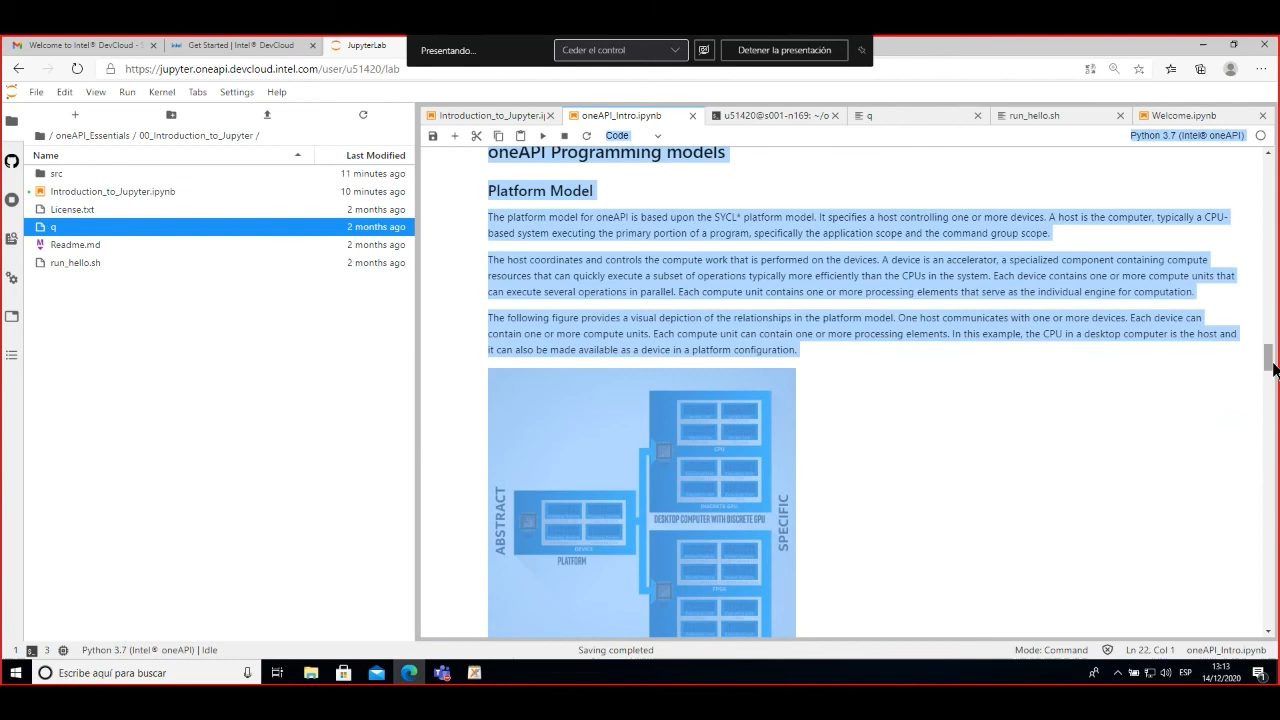 Welcome to Intel® DevCloud -
Get Started | Intel® DevCloud
JupyterLab
Presentando...
Ceder el control
Detener la presentación
https://jupyter.oneapi.devcloud.intel.com/user/u51420/lab
File Edit View Run Kernel Tabs Settings Help
Introduction_to_Jupyter.i
oneAPI_Intro.ipynb
u51420@s001-n169: ~/o
q
run_hello.sh
Welcome.ipynb
/ oneAPI_Essentials / 00_Introduction_to_Jupyter /
Code
Python 3.7 (Intel® oneAPI)
Name Last Modified
src 11 minutes ago
Introduction_to_Jupyter.ipynb 10 minutes ago
License.txt 2 months ago
q 2 months ago
Readme.md 2 months ago
run_hello.sh 2 months ago
oneAPI Programming models
Platform Model
The platform model for oneAPI is based upon the SYCL* platform model. It specifies a host controlling one or more devices. A host is the computer, typically a CPU-
based system executing the primary portion of a program, specifically the application scope and the command group scope.
The host coordinates and controls the compute work that is performed on the devices. A device is an accelerator, a specialized component containing compute
resources that can quickly execute a subset of operations typically more efficiently than the CPUs in the system. Each device contains one or more compute units that
can execute several operations in parallel. Each compute unit contains one or more processing elements that serve as the individual engine for computation.
The following figure provides a visual depiction of the relationships in the platform model. One host communicates with one or more devices. Each device can
contain one or more compute units. Each compute unit can contain one or more processing elements. In this example, the CPU in a desktop computer is the host and
it can also be made available as a device in a platform configuration.
CPU
DISCRETE GPU
DESKTOP COMPUTER WITH DISCRETE GPU
ABSTRACT
SPECIFIC
DEVICE
PLATFORM
FPGA
1 3 Python 3.7 (Intel® oneAPI) | Idle
Saving completed
Mode: Command
Ln 22, Col 1
oneAPI_Intro.ipynb
Escribe aquí para buscar
ESP
13:13
14/12/2020
1